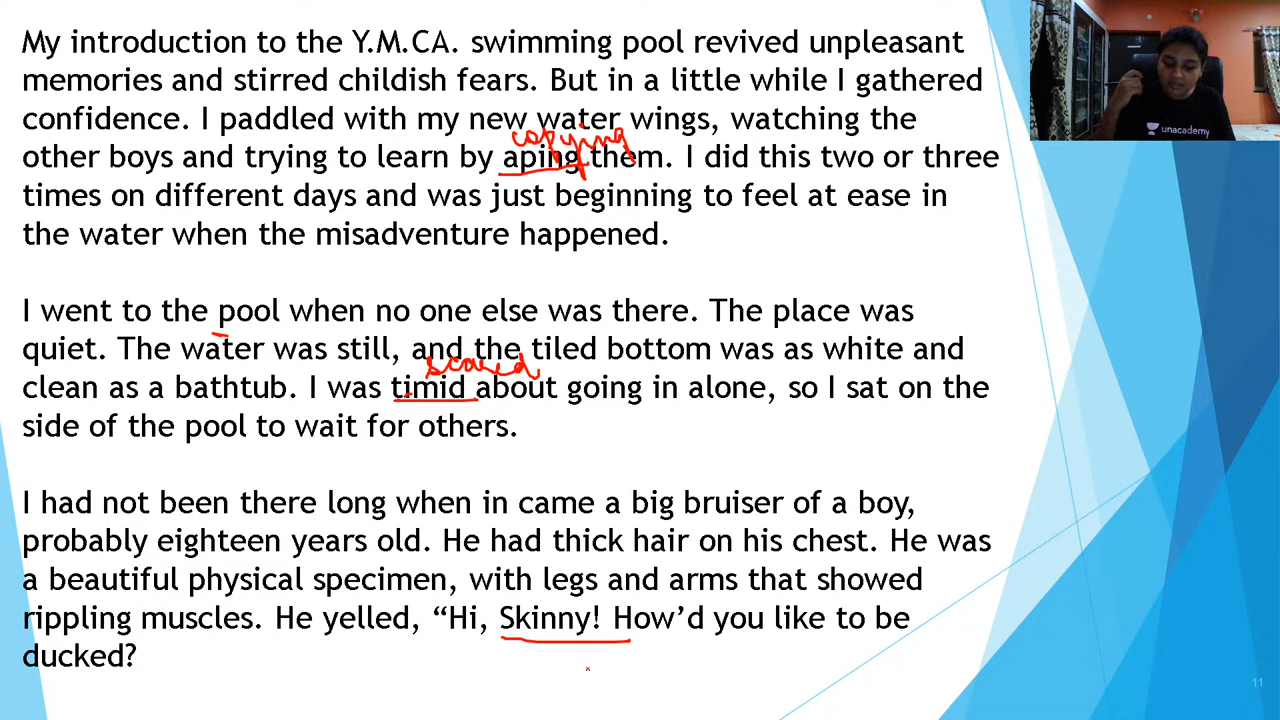 My introduction to the Y.M.CA. swimming pool revived unpleasant
memories and stirred childish fears. But in a little while I gathered
confidence. I paddled with my new water wings, watching the
copying
other boys and trying to learn by aping them. I did this two or three
times on different days and was just beginning to feel at ease in
the water when the misadventure happened.
I went to the pool when no one else was there. The place was
quiet. The water was still, and the tiled bottom was as white and
scared
clean as a bathtub. I was timid about going in alone, so I sat on the
side of the pool to wait for others.
I had not been there long when in came a big bruiser of a boy,
probably eighteen years old. He had thick hair on his chest. He was
a beautiful physical specimen, with legs and arms that showed
rippling muscles. He yelled, “Hi, Skinny! How’d you like to be
ducked?
unacademy
11